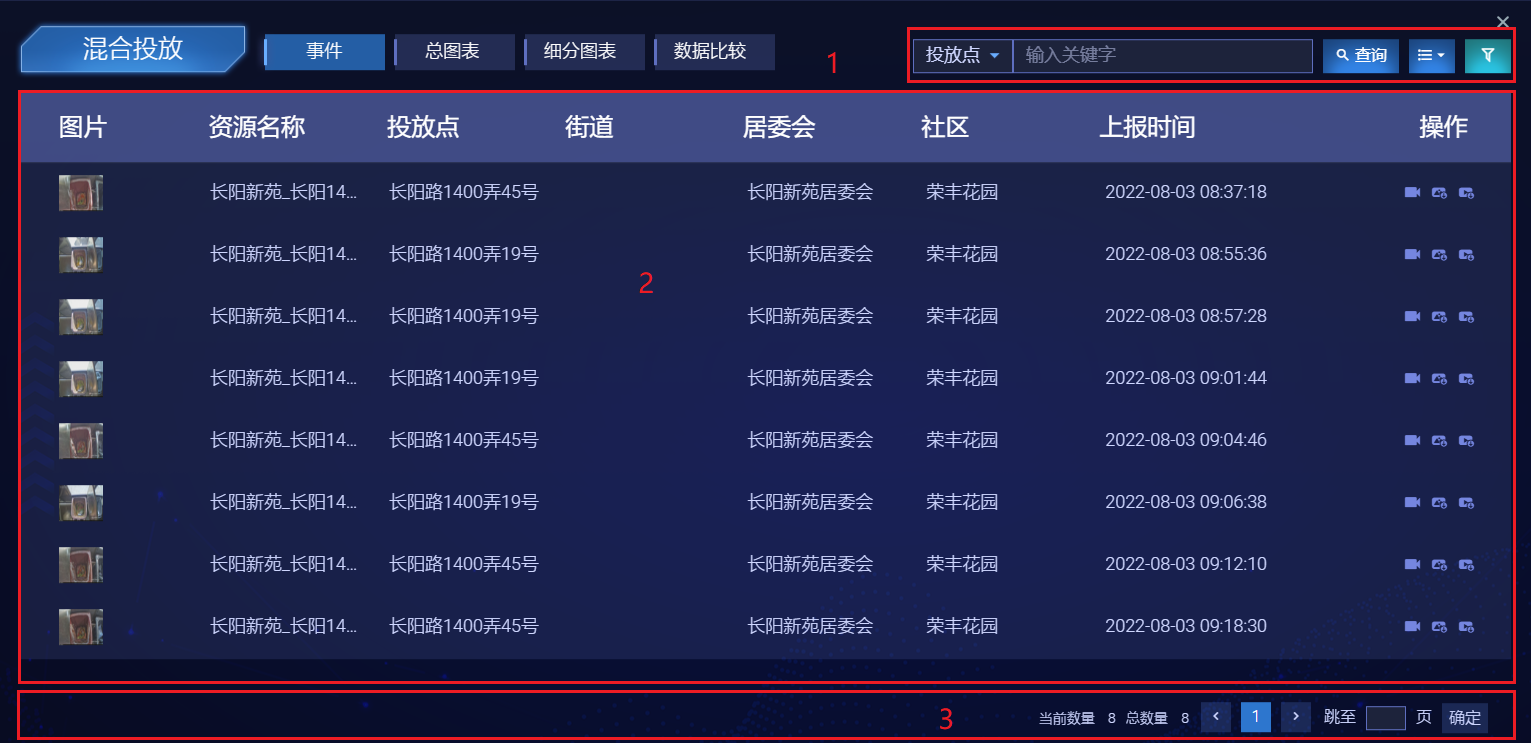 混合投放 事件 总图表 细分图表 数据比较 1 投放点 输入关键字 查询
图片 资源名称 投放点 街道 居委会 社区 上报时间 操作
长阳新苑_长阳14... 长阳路1400弄45号 长阳新苑居委会 荣丰花园 2022-08-03 08:37:18
长阳新苑_长阳14... 长阳路1400弄19号 长阳新苑居委会 荣丰花园 2022-08-03 08:55:36
2
长阳新苑_长阳14... 长阳路1400弄19号 长阳新苑居委会 荣丰花园 2022-08-03 08:57:28
长阳新苑_长阳14... 长阳路1400弄19号 长阳新苑居委会 荣丰花园 2022-08-03 09:01:44
长阳新苑_长阳14... 长阳路1400弄45号 长阳新苑居委会 荣丰花园 2022-08-03 09:04:46
长阳新苑_长阳14... 长阳路1400弄19号 长阳新苑居委会 荣丰花园 2022-08-03 09:06:38
长阳新苑_长阳14... 长阳路1400弄45号 长阳新苑居委会 荣丰花园 2022-08-03 09:12:10
长阳新苑_长阳14... 长阳路1400弄45号 长阳新苑居委会 荣丰花园 2022-08-03 09:18:30
3 当前数量 8 总数量 8 1 跳至 页 确定